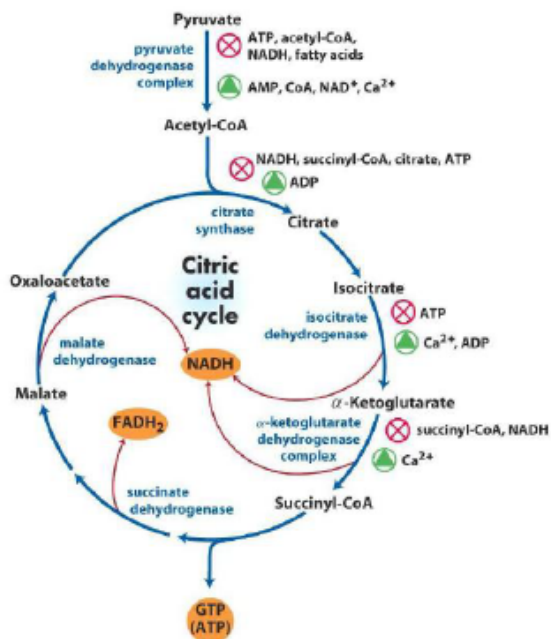 Pyruvate
ATP, acetyl-CoA,
NADH, fatty acids
pyruvate
dehydrogenase
complex
AMP, CoA, NAD⁺, Ca²⁺
Acetyl-CoA
NADH, succinyl-CoA, citrate, ATP
ADP
citrate
synthase
Citrate
Citric
acid
cycle
Oxaloacetate
Isocitrate
isocitrate
dehydrogenase
ATP
Ca²⁺, ADP
malate
dehydrogenase
NADH
Malate
α-Ketoglutarate
FADH₂
α-ketoglutarate
dehydrogenase
complex
succinyl-CoA, NADH
Ca²⁺
succinate
dehydrogenase
Succinyl-CoA
GTP
(ATP)